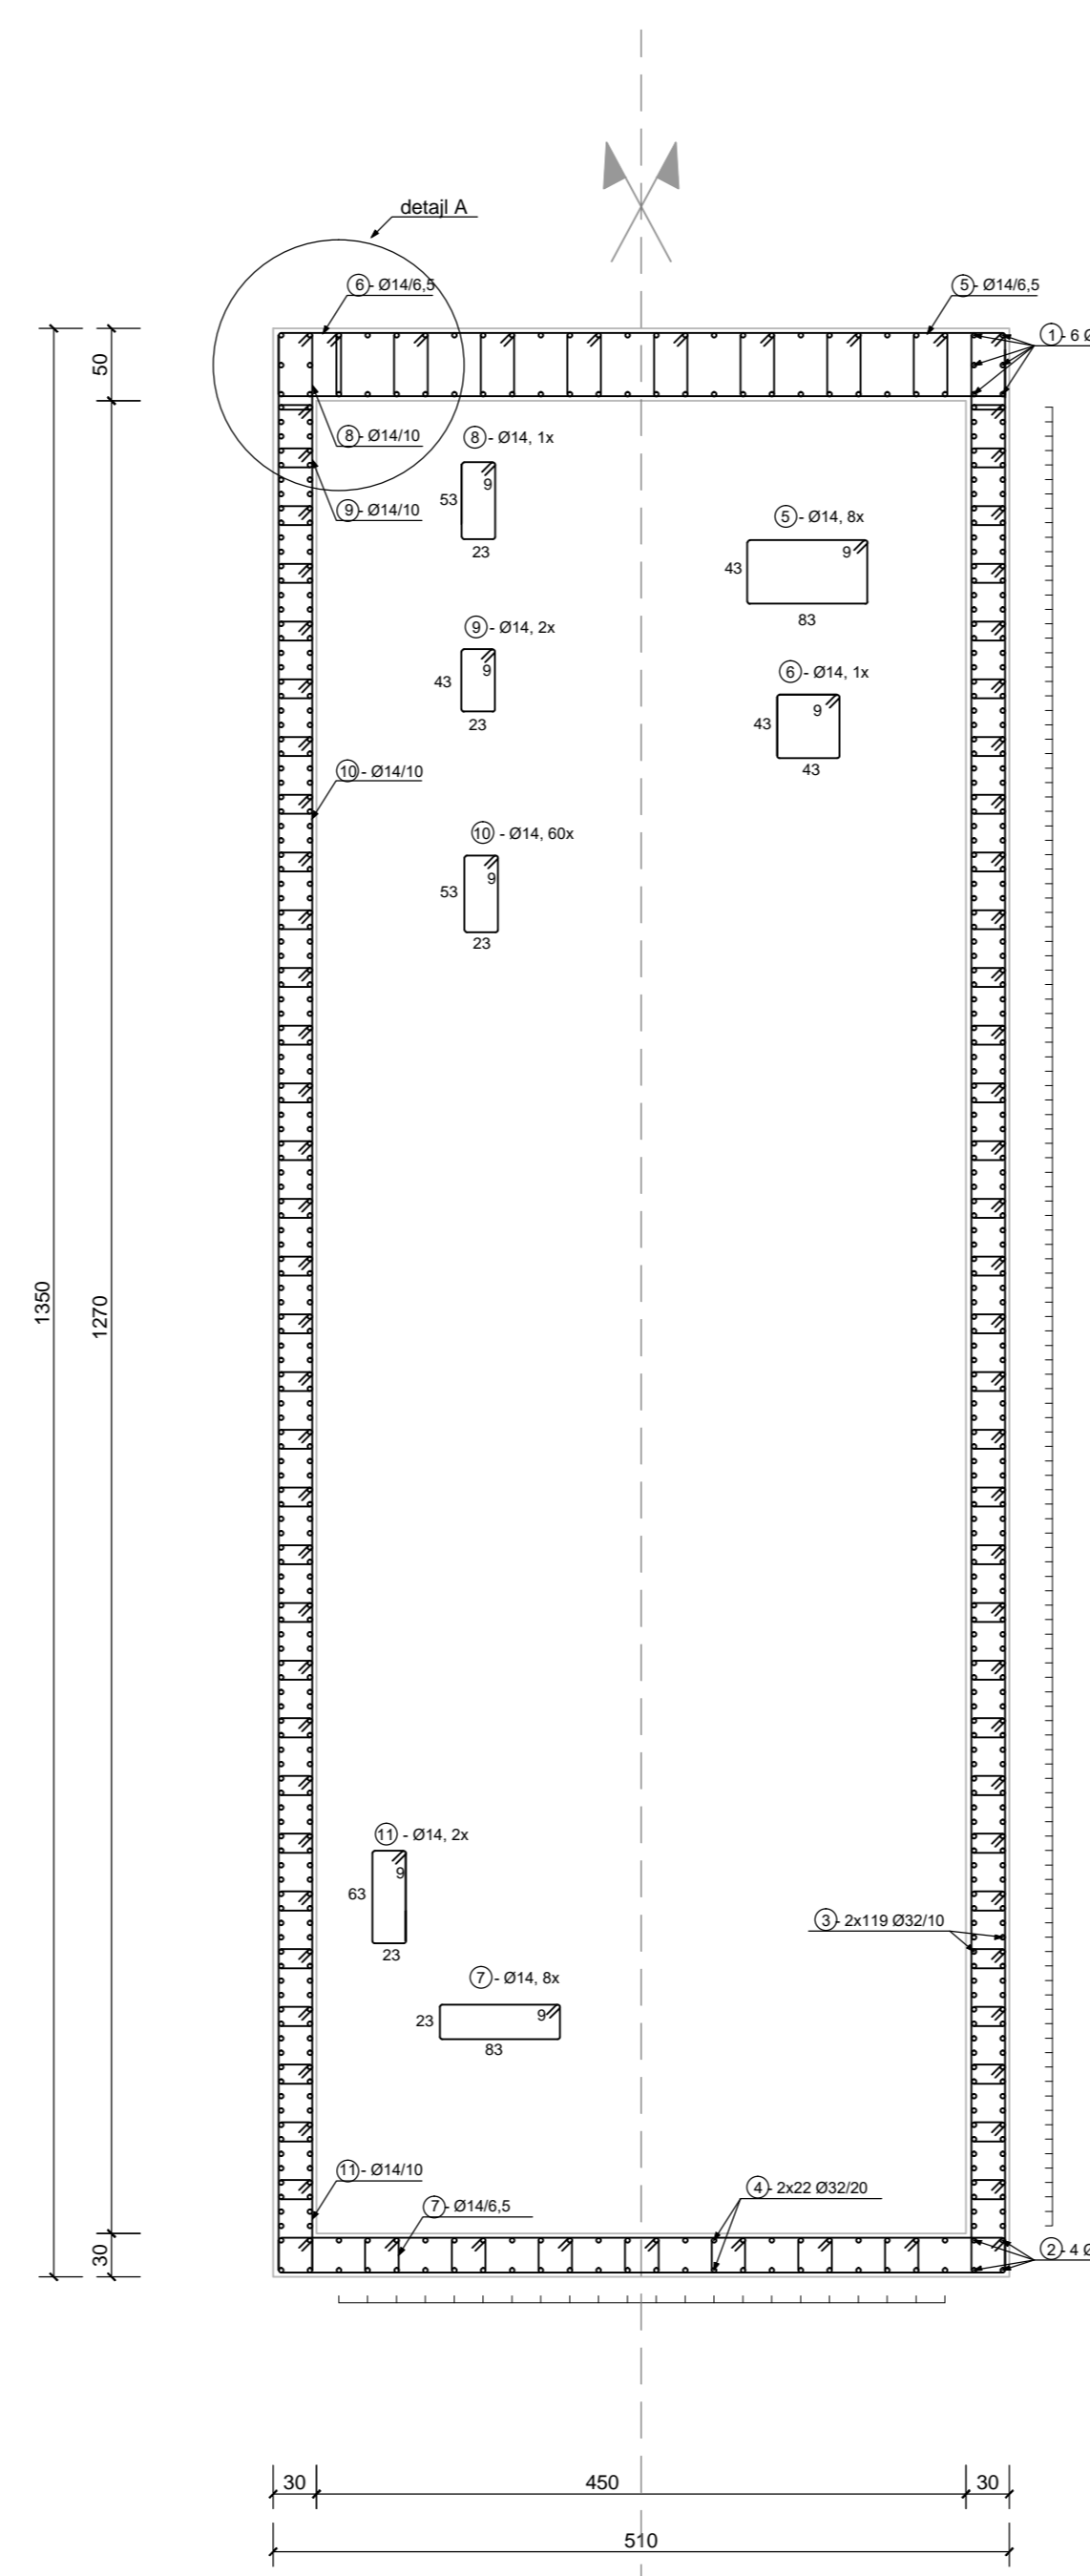 detajl A
6 - Ø14/6,5
5 - Ø14/6,5
1 - 6 Ø
50
8 - Ø14/10
8 - Ø14, 1x
53
9
23
9 - Ø14/10
5 - Ø14, 8x
43
9
83
9 - Ø14, 2x
43
9
23
6 - Ø14, 1x
43
9
43
10 - Ø14/10
10 - Ø14, 60x
53
9
23
1350
1270
11 - Ø14, 2x
63
9
23
3 - 2x119 Ø32/10
7 - Ø14, 8x
23
9
83
11 - Ø14/10
4 - 2x22 Ø32/20
7 - Ø14/6,5
30
2 - 4 Ø
30
450
30
510